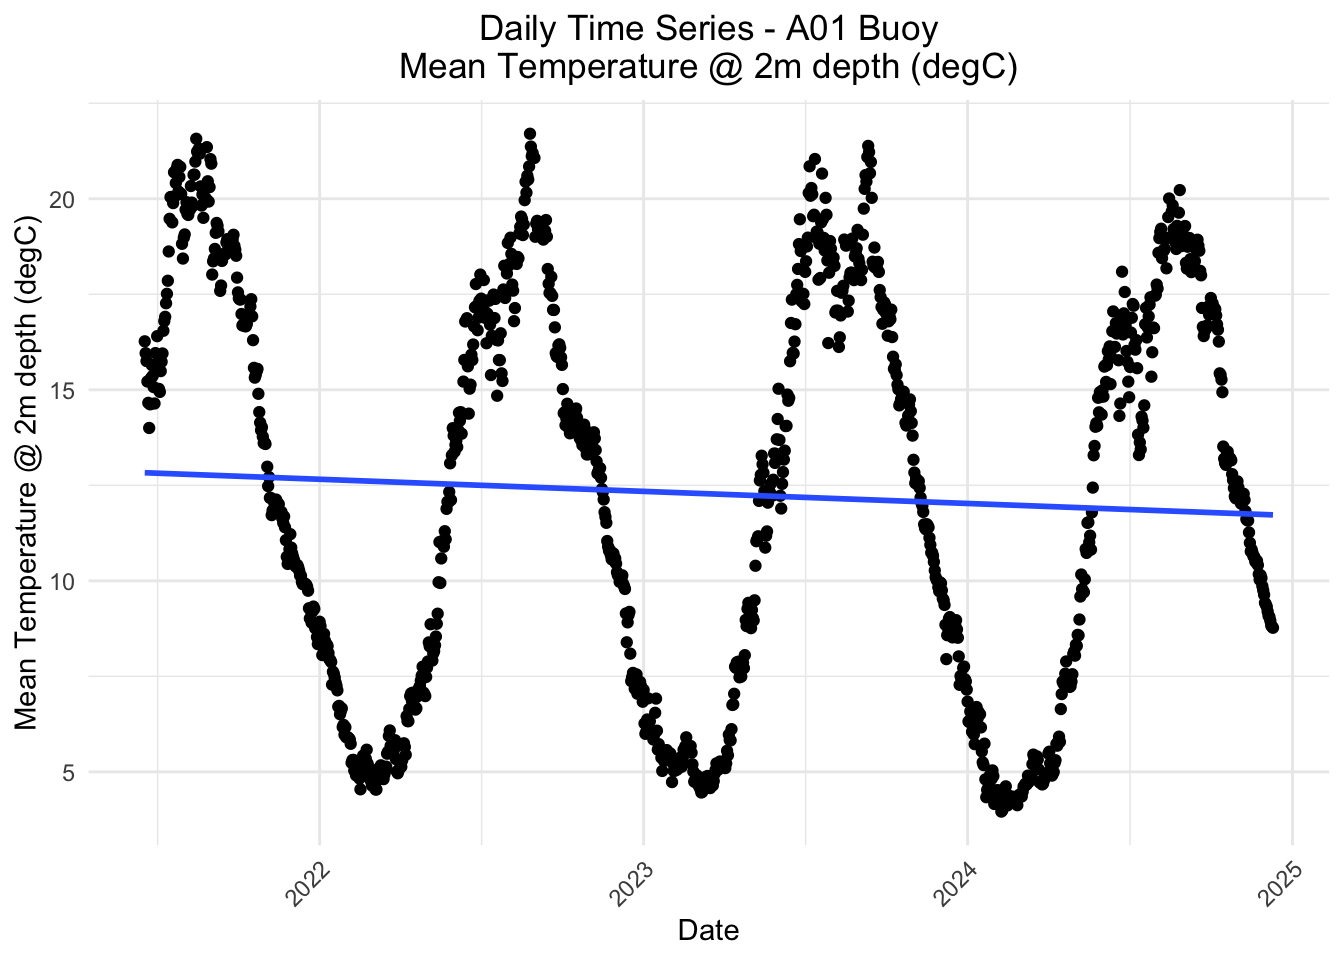 Daily Time Series - A01 Buoy
Mean Temperature @ 2m depth (degC)
Mean Temperature @ 2m depth (degC)
20
15
10
5
2022
2023
2024
2025
Date